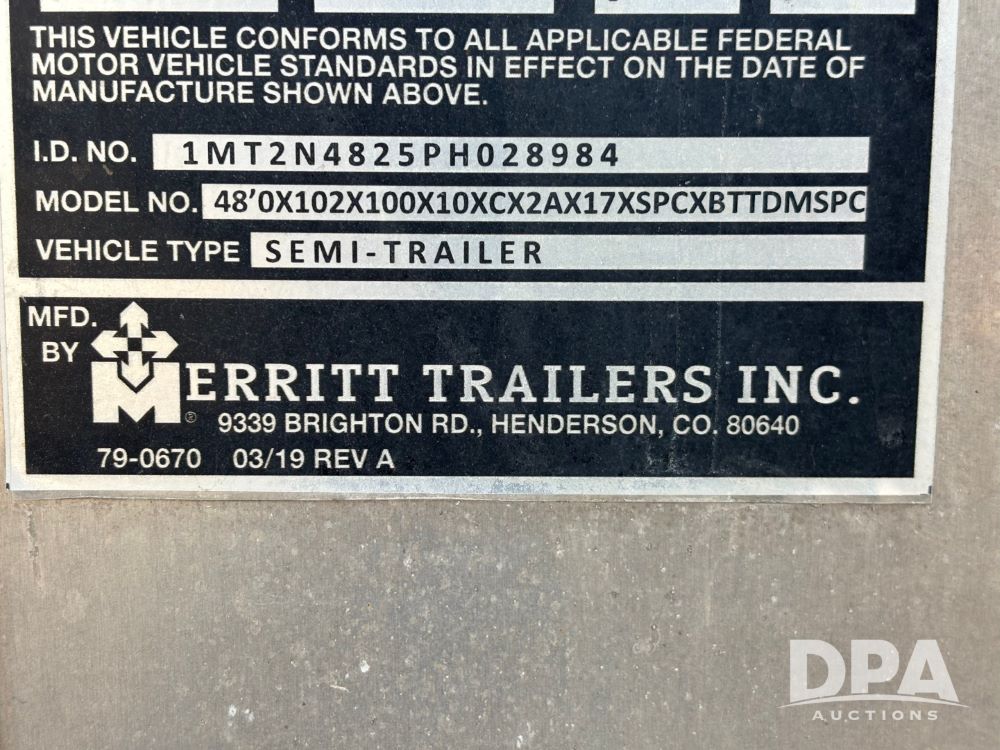 THIS VEHICLE CONFORMS TO ALL APPLICABLE FEDERAL
MOTOR VEHICLE STANDARDS IN EFFECT ON THE DATE OF
MANUFACTURE SHOWN ABOVE.
I.D. NO. 1MT2N4825PH028984
MODEL NO. 48'0X102X100X10XCX2AX17XSPCXBTTDMSPC
VEHICLE TYPE SEMI-TRAILER
MFD.
BY
MERRITT TRAILERS INC.
®
9339 BRIGHTON RD., HENDERSON, CO. 80640
79-0670 03/19 REV A
DPA
AUCTIONS